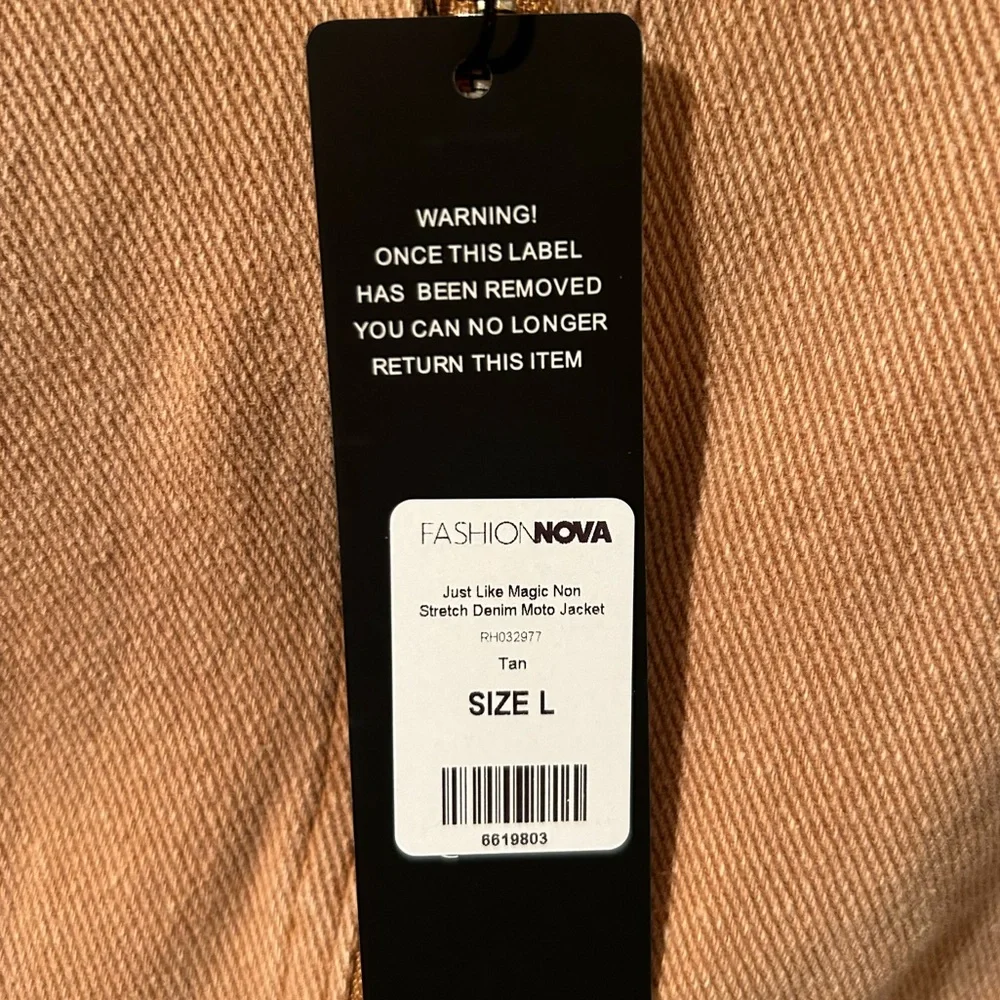 WARNING!
ONCE THIS LABEL
HAS BEEN REMOVED
YOU CAN NO LONGER
RETURN THIS ITEM
FASHIONNOVA
Just Like Magic Non
Stretch Denim Moto Jacket
RH032977
Tan
SIZE L
6619803